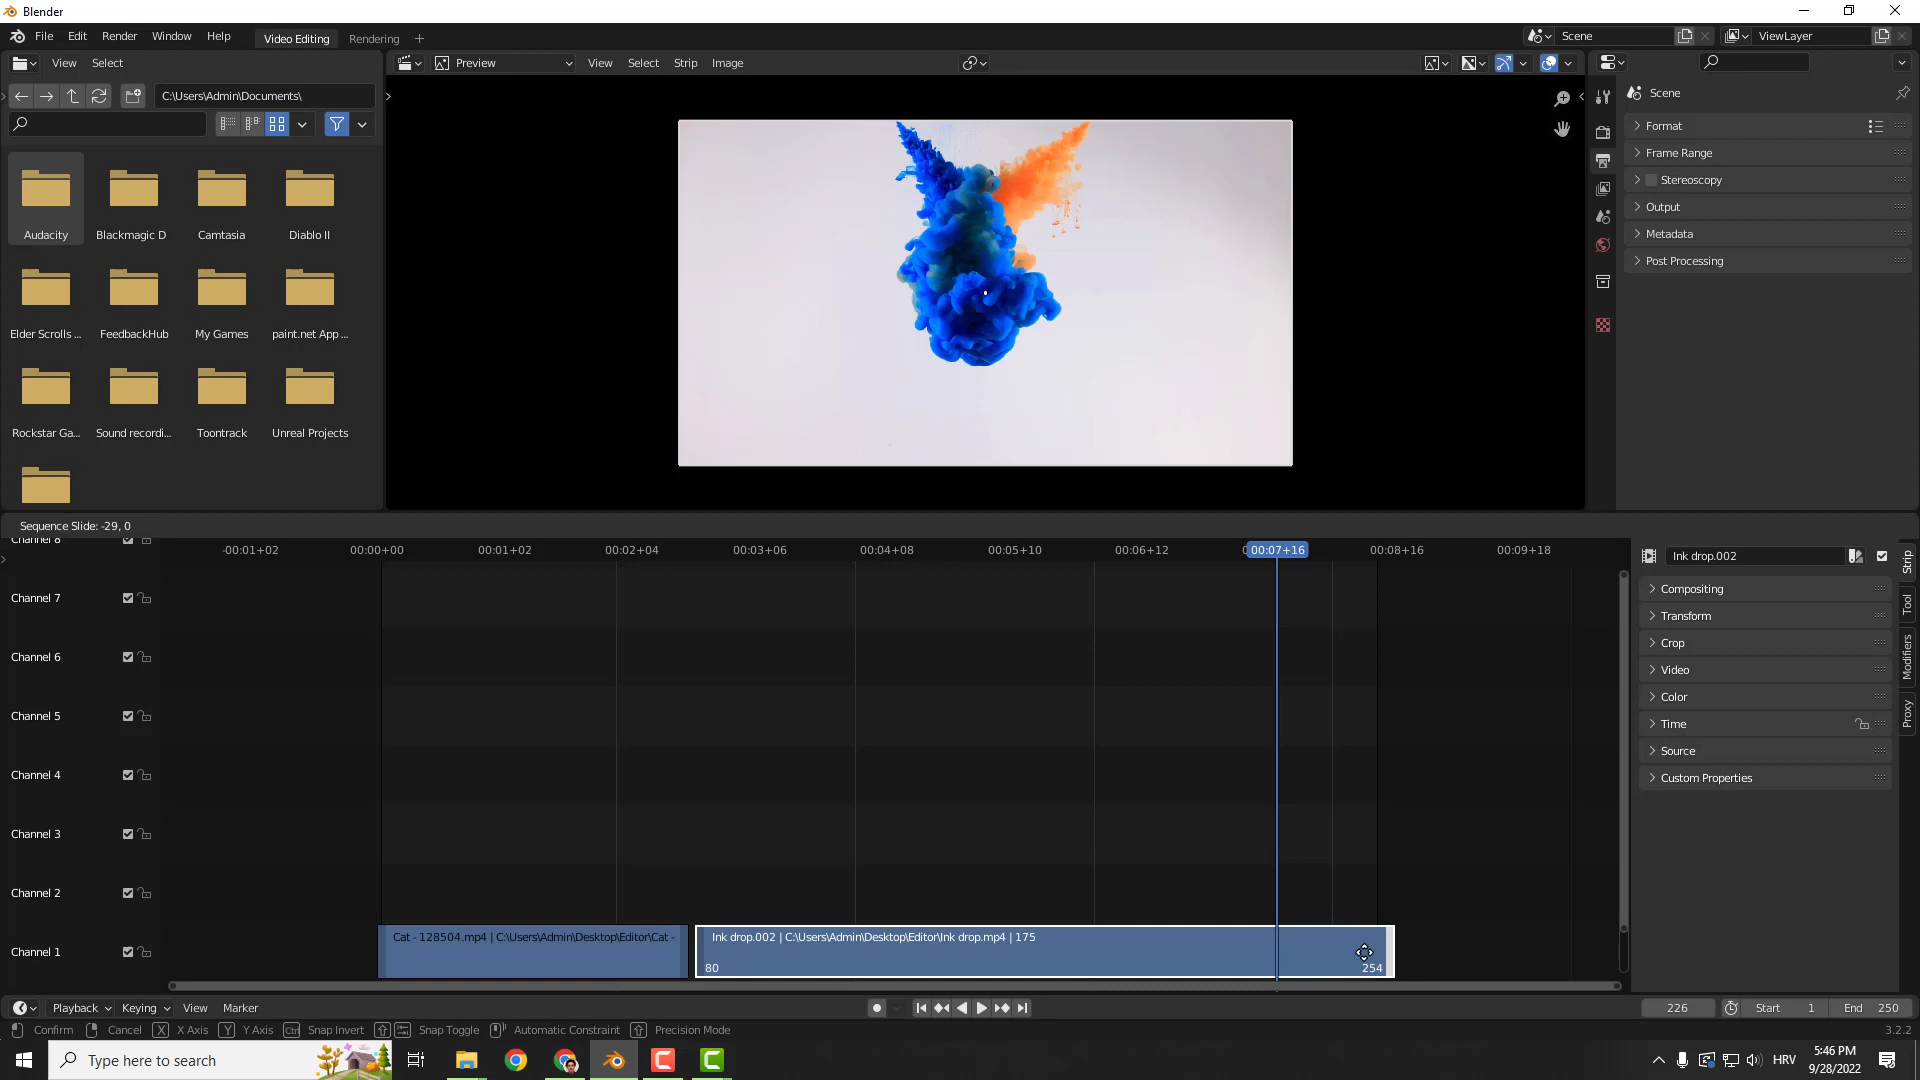 Blender
File Edit Render Window Help Video Editing Rendering + Scene ViewLayer
View Select Preview View Select Strip Image
C:\Users\Admin\Documents\ Scene
Format
Frame Range
Stereoscopy
Output
Metadata
Post Processing
Audacity Blackmagic D Camtasia Diablo II
Elder Scrolls ... FeedbackHub My Games paint.net App ...
Rockstar Ga... Sound recordi... Toontrack Unreal Projects
Sequence Slide: -29, 0
Channel 8 -00:01+02 00:00+00 00:01+02 00:02+04 00:03+06 00:04+08 00:05+10 00:06+12 00:07+16 00:08+16 00:09+18
Ink drop.002
Strip
Tool
Modifiers
Proxy
Compositing
Transform
Crop
Video
Color
Time
Source
Custom Properties
Channel 7
Channel 6
Channel 5
Channel 4
Channel 3
Channel 2
Channel 1
Cat - 128504.mp4 | C:\Users\Admin\Desktop\Editor\Cat - Ink drop.002 | C:\Users\Admin\Desktop\Editor\Ink drop.mp4 | 175
80 254
Playback Keying View Marker 226 Start 1 End 250
Confirm Cancel X X Axis Y Y Axis Ctrl Snap Invert Snap Toggle Automatic Constraint Precision Mode 3.2.2
Type here to search HRV 5:46 PM
9/28/2022